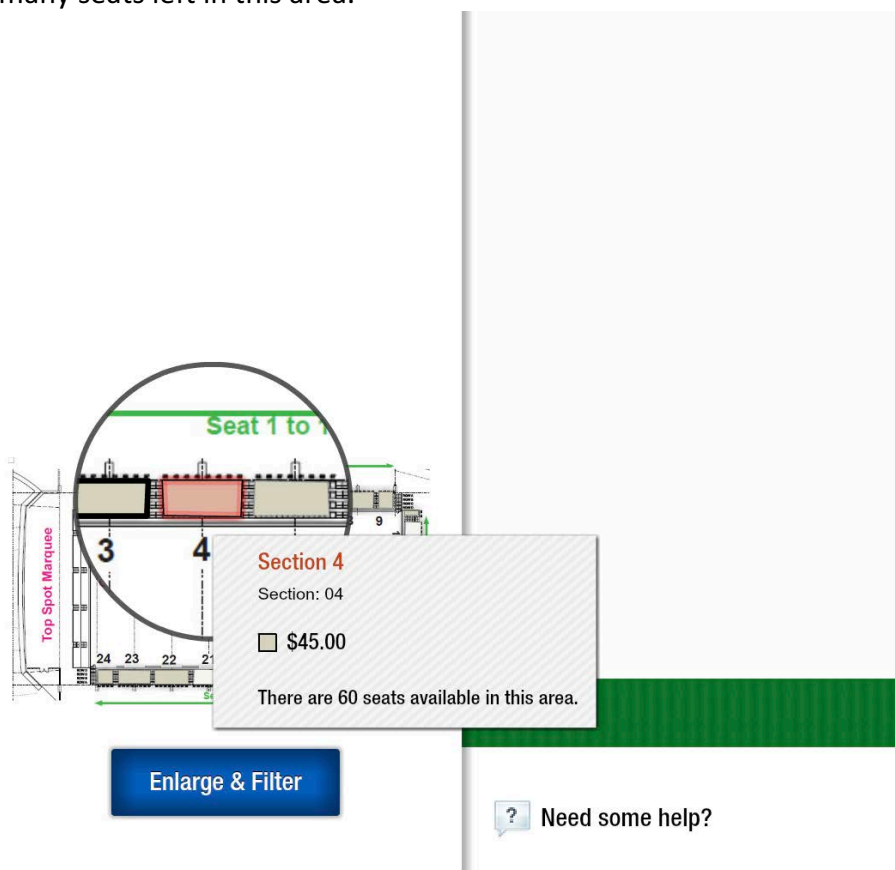 many seats left in this area.
Seat 1 to 1
9
3
4
Top Spot Marquee
Section 4
Section: 04
$45.00
There are 60 seats available in this area.
24 23 22 21
Se
Enlarge & Filter
? Need some help?